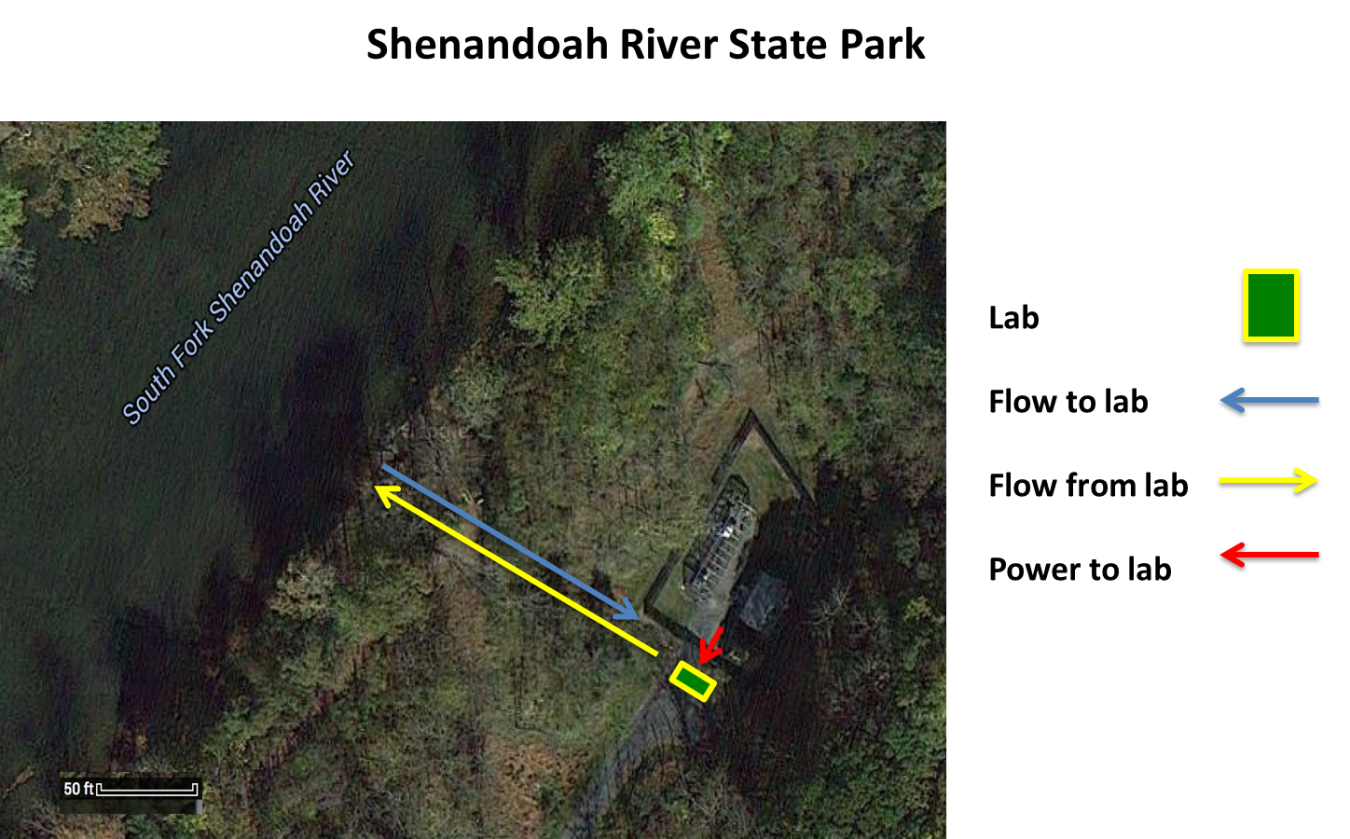 Shenandoah River State Park
South Fork Shenandoah River
Lab
Flow to lab
Flow from lab
Power to lab
50 ft